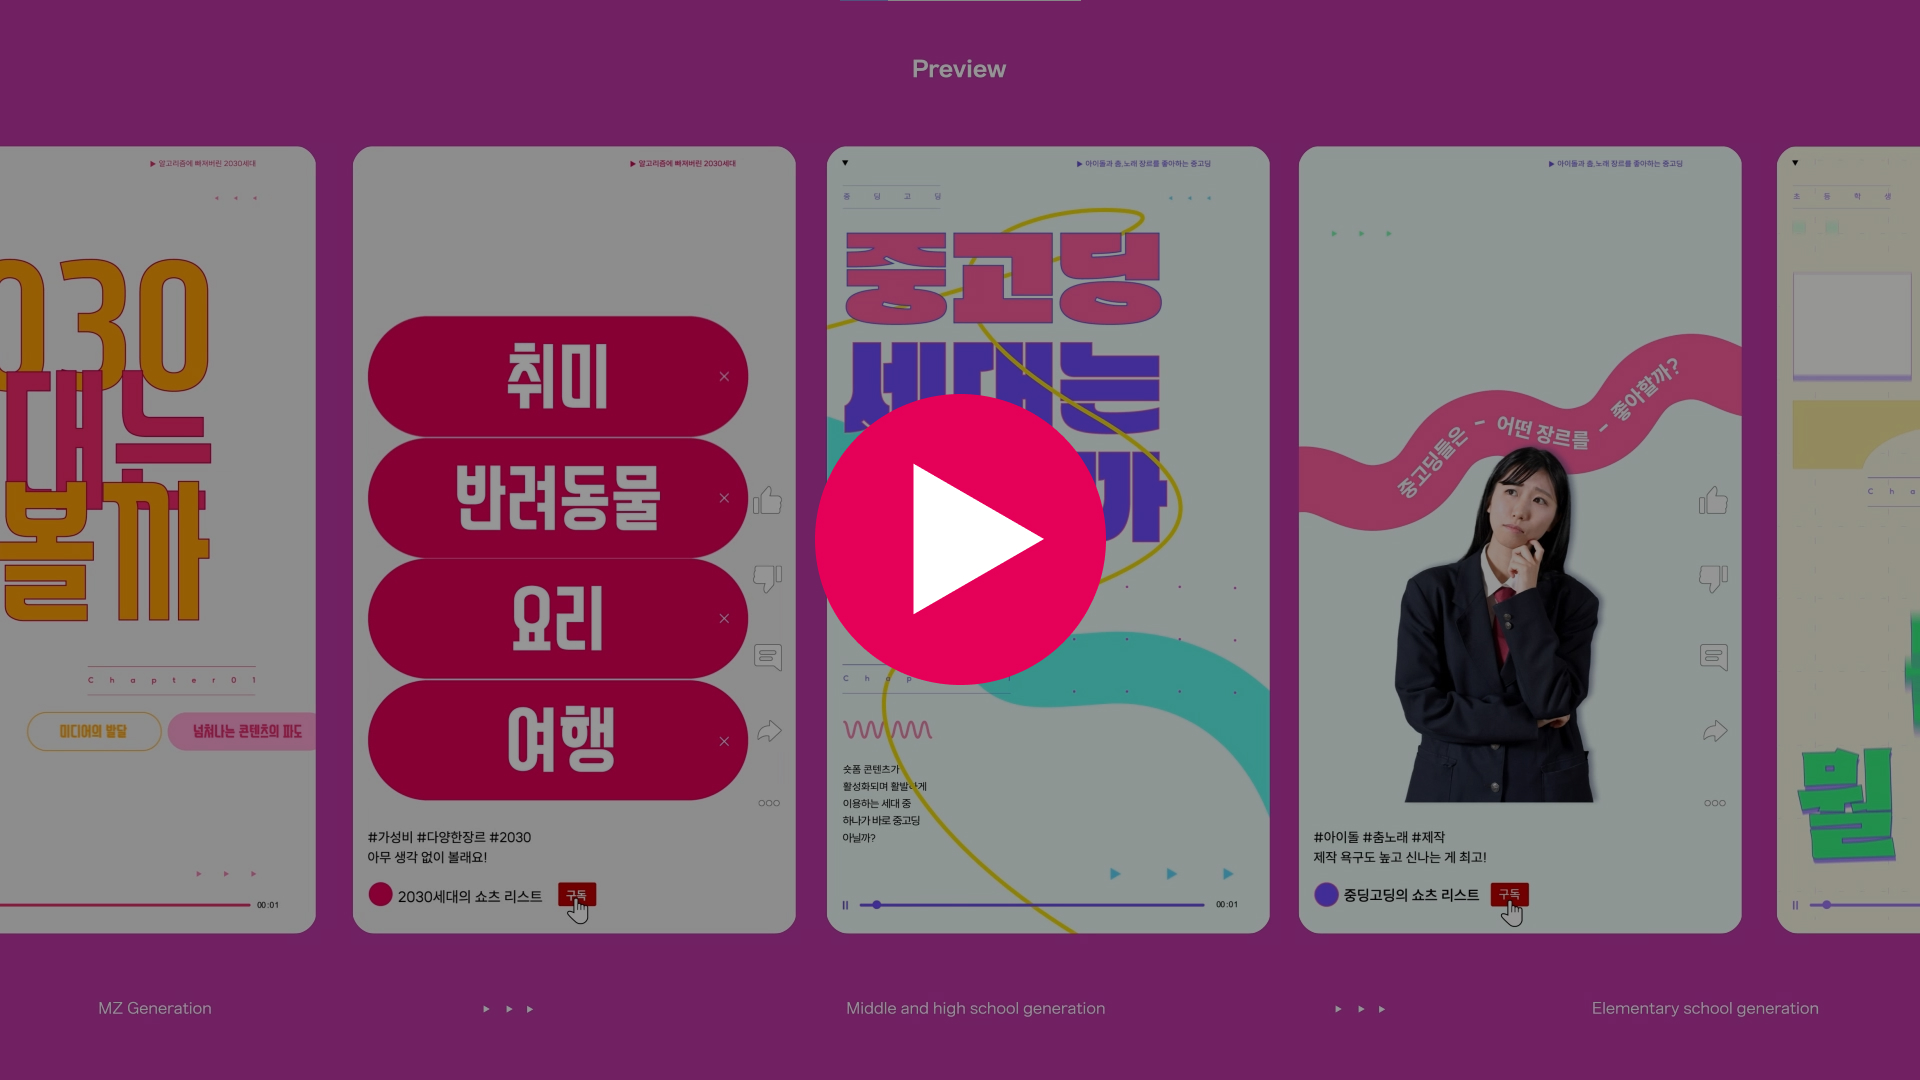 Preview
▶ 알고리즘에 빠져버린 2030세대
030
대는
볼까
Chapter01
미디어의 발달
넘쳐나는 콘텐츠의 파도
00:01
▶ 알고리즘에 빠져버린 2030세대
취미
반려동물
요리
여행
#가성비 #다양한장르 #2030
아무 생각 없이 볼래요!
2030세대의 쇼츠 리스트
구독
▶ 아이돌과 춤,노래 장르를 좋아하는 중고딩
중딩고딩
중고딩
세대는
까
숏폼 콘텐츠가
활성화되며 활발하게
이용하는 세대 중
하나가 바로 중고딩
아닐까?
00:01
▶ 아이돌과 춤,노래 장르를 좋아하는 중고딩
중고딩들은 - 어떤 장르를 - 좋아할까?
#아이돌 #춤노래 #제작
제작 욕구도 높고 신나는 게 최고!
중딩고딩의 쇼츠 리스트
구독
초등학생
Cha
뭘
MZ Generation
Middle and high school generation
Elementary school generation